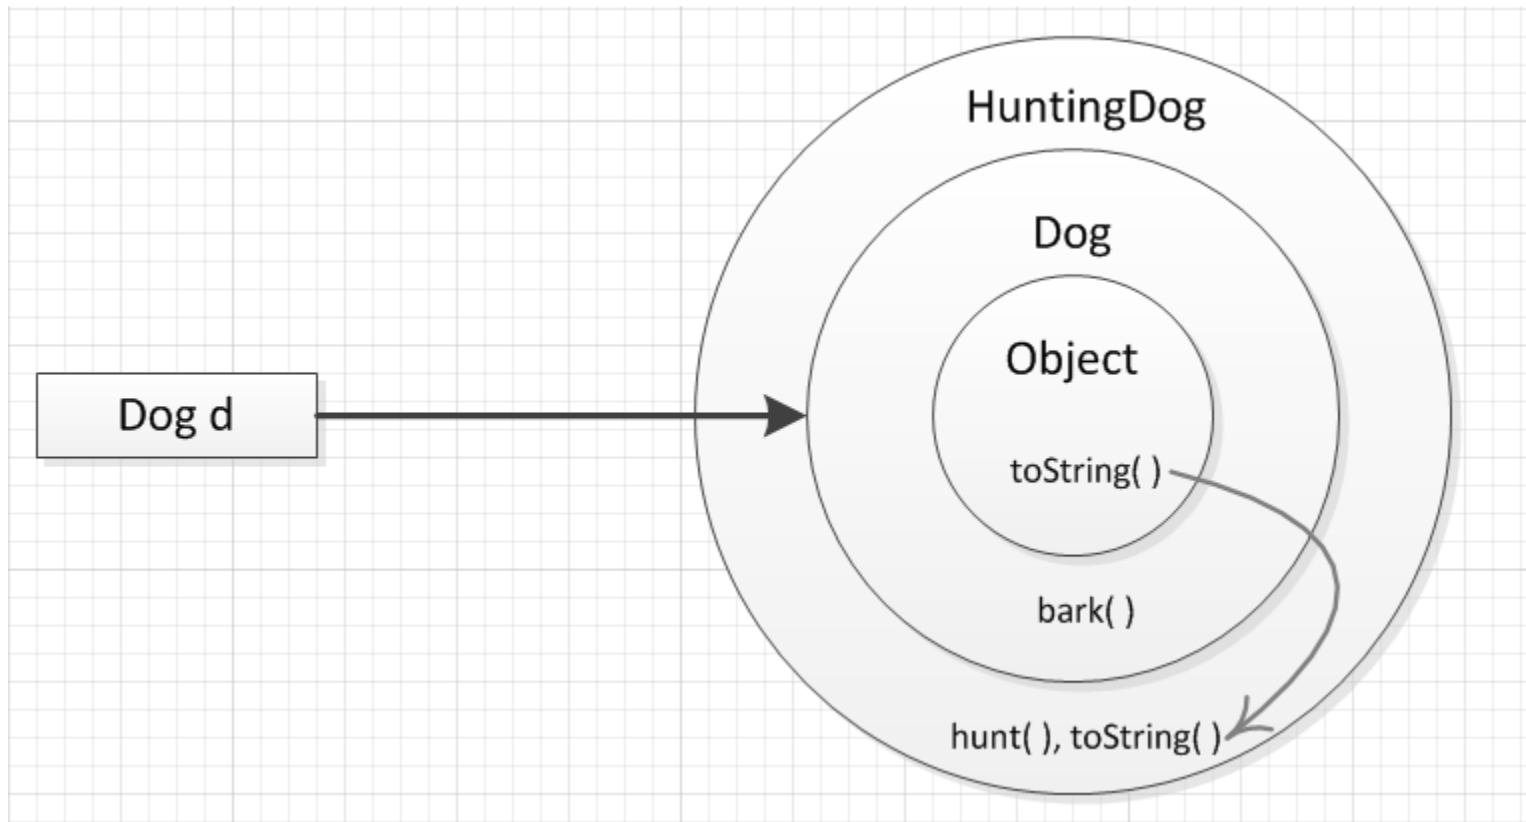 HuntingDog
Dog
Object
Dog d
toString( )
bark( )
hunt( ), toString( )